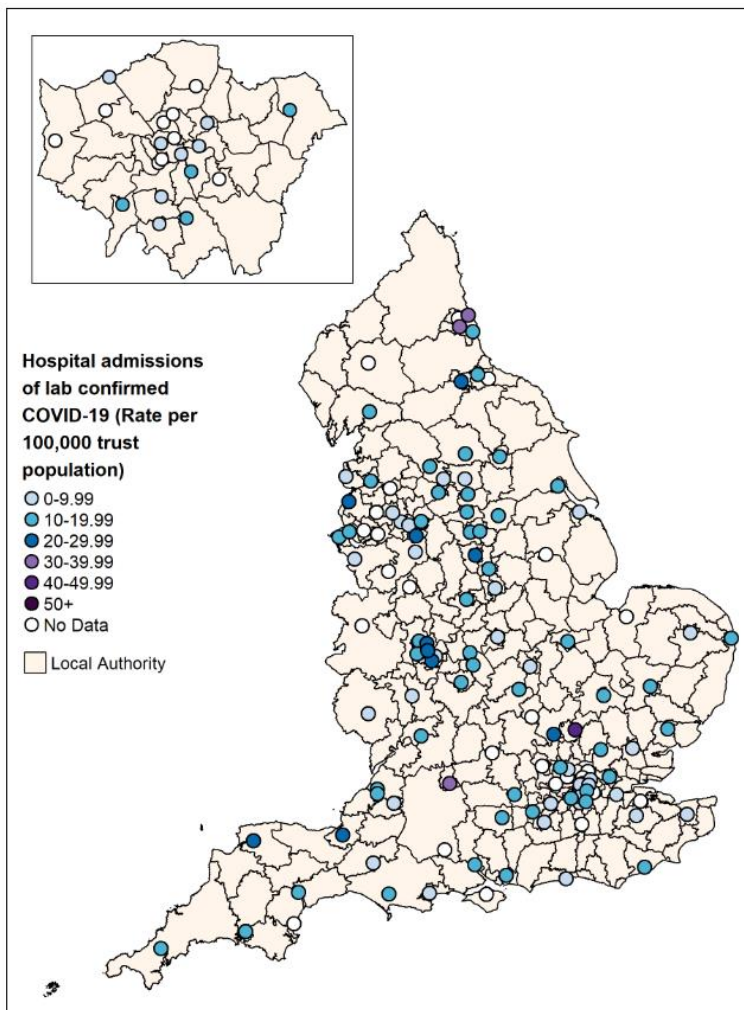 Hospital admissions
of lab confirmed
COVID-19 (Rate per
100,000 trust
population)
0-9.99
10-19.99
20-29.99
30-39.99
40-49.99
50+
No Data
Local Authority